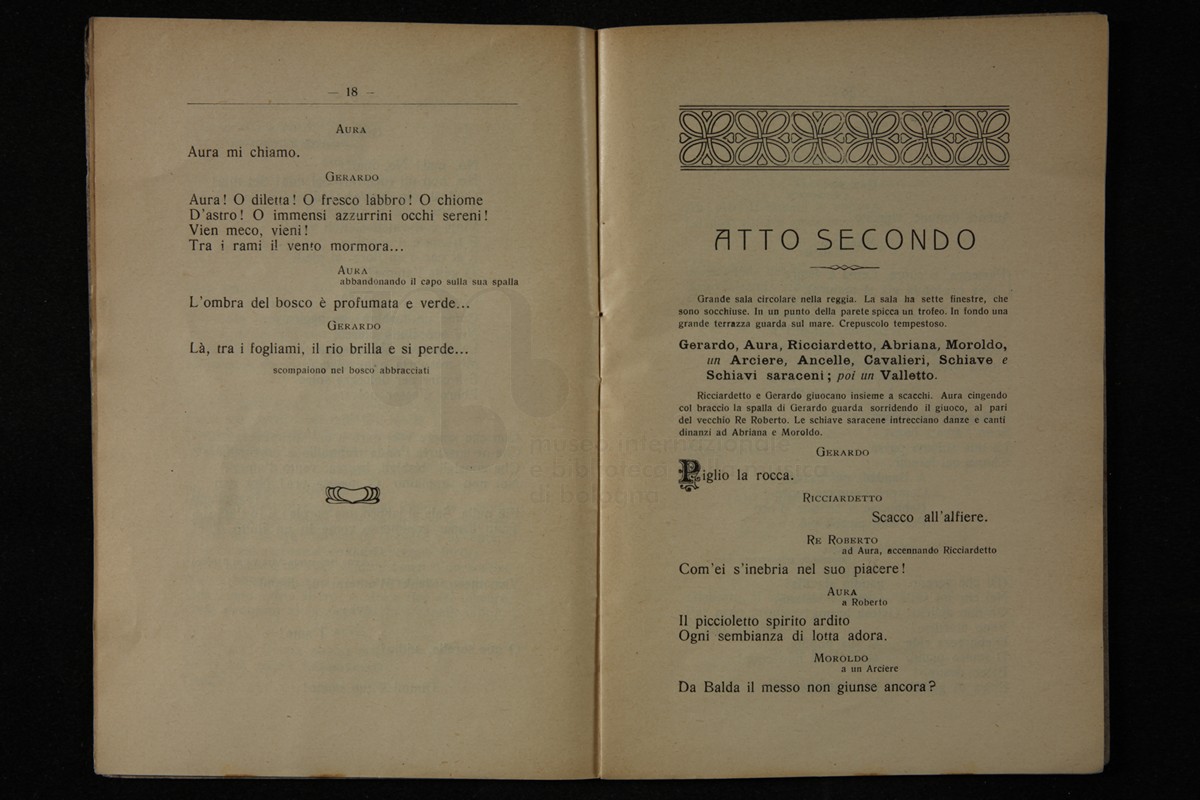 — 18 —
AURA
Aura mi chiamo.
GERARDO
Aura! O diletta! O fresco labbro! O chiome
D'astro! O immensi azzurrini occhi sereni!
Vien meco, vieni!
Tra i rami il vento mormora...
AURA
abbandonando il capo sulla sua spalla
L'ombra del bosco è profumata e verde...
GERARDO
Là, tra i fogliami, il rio brilla e si perde...
scompaiono nel bosco abbracciati
ATTO SECONDO
Grande sala circolare nella reggia. La sala ha sette finestre, che
sono socchiuse. In un punto della parete spicca un trofeo. In fondo una
grande terrazza guarda sul mare. Crepuscolo tempestoso.
Gerardo, Aura, Ricciardetto, Abriana, Moroldo,
un Arciere, Ancelle, Cavalieri, Schiave e
Schiavi saraceni; poi un Valletto.
Ricciardetto e Gerardo giuocano insieme a scacchi. Aura cingendo
col braccio la spalla di Gerardo guarda sorridendo il giuoco, al pari
del vecchio Re Roberto. Le schiave saracene intrecciano danze e canti
dinanzi ad Abriana e Moroldo.
GERARDO
Piglio la rocca.
RICCIARDETTO
Scacco all'alfiere.
RE ROBERTO
ad Aura, accennando Ricciardetto
Com'ei s'inebria nel suo piacere!
AURA
a Roberto
Il piccioletto spirito ardito
Ogni sembianza di lotta adora.
MOROLDO
a un Arciere
Da Balda il messo non giunse ancora?
museo internazionale
e biblioteca della musica
di bologna